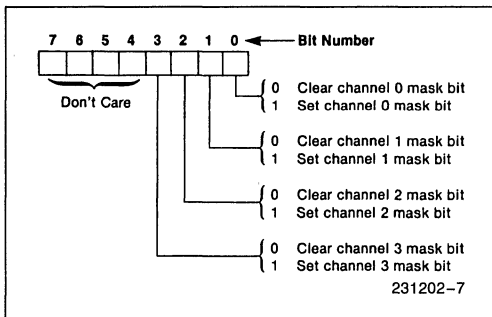 7 6 5 4 3 2 1 0 Bit Number
Don't Care
0 Clear channel 0 mask bit
1 Set channel 0 mask bit
0 Clear channel 1 mask bit
1 Set channel 1 mask bit
0 Clear channel 2 mask bit
1 Set channel 2 mask bit
0 Clear channel 3 mask bit
1 Set channel 3 mask bit
231202-7